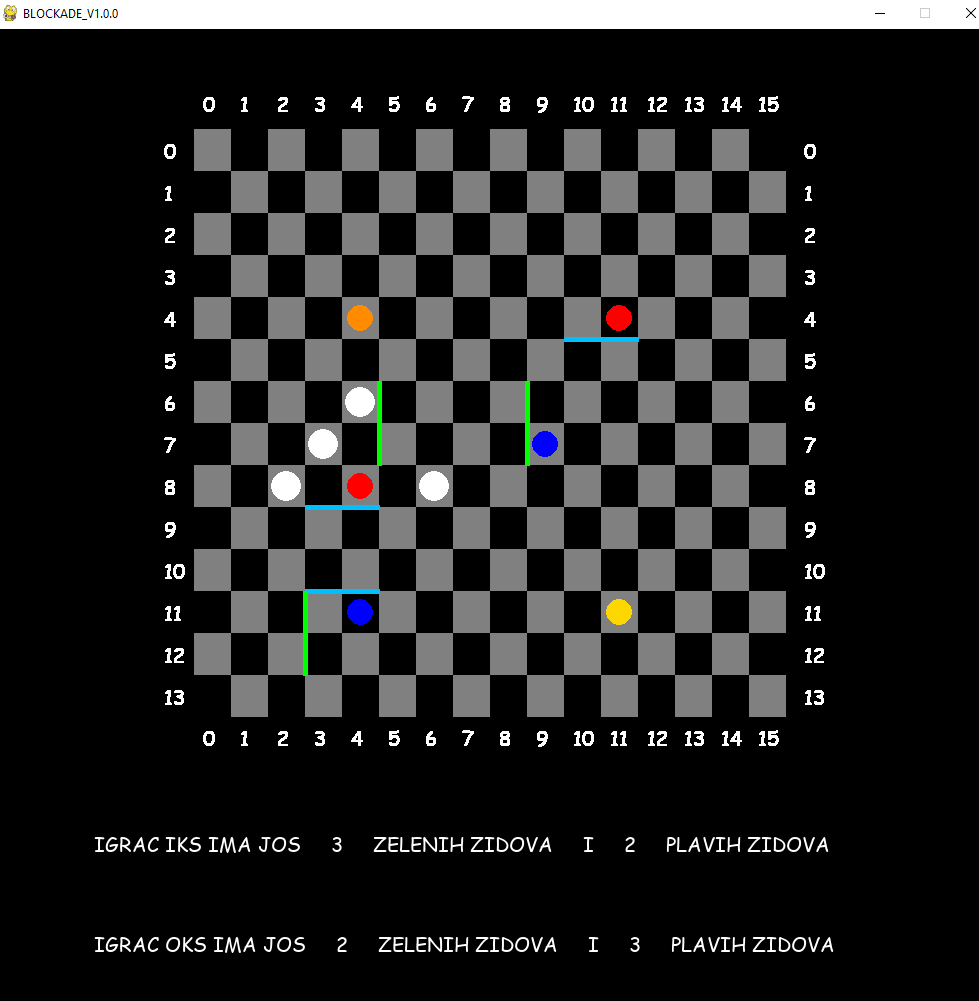 BLOCKADE_V1.0.0
0 1 2 3 4 5 6 7 8 9 10 11 12 13 14 15
0 0
1 1
2 2
3 3
4 4
5 5
6 6
7 7
8 8
9 9
10 10
11 11
12 12
13 13
0 1 2 3 4 5 6 7 8 9 10 11 12 13 14 15
IGRAC IKS IMA JOS 3 ZELENIH ZIDOVA I 2 PLAVIH ZIDOVA
IGRAC OKS IMA JOS 2 ZELENIH ZIDOVA I 3 PLAVIH ZIDOVA